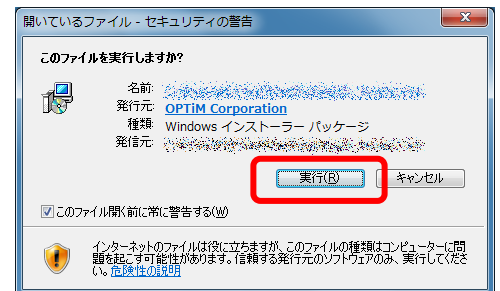 開いているファイル - セキュリティの警告
このファイルを実行しますか?
名前:
発行元: OPTiM Corporation
種類: Windows インストーラー パッケージ
発信元:
実行(R) キャンセル
このファイル開く前に常に警告する(W)
インターネットのファイルは役に立ちますが、このファイルの種類はコンピューターに問
題を起こす可能性があります。信頼する発行元のソフトウェアのみ、実行してくださ
い。危険性の説明